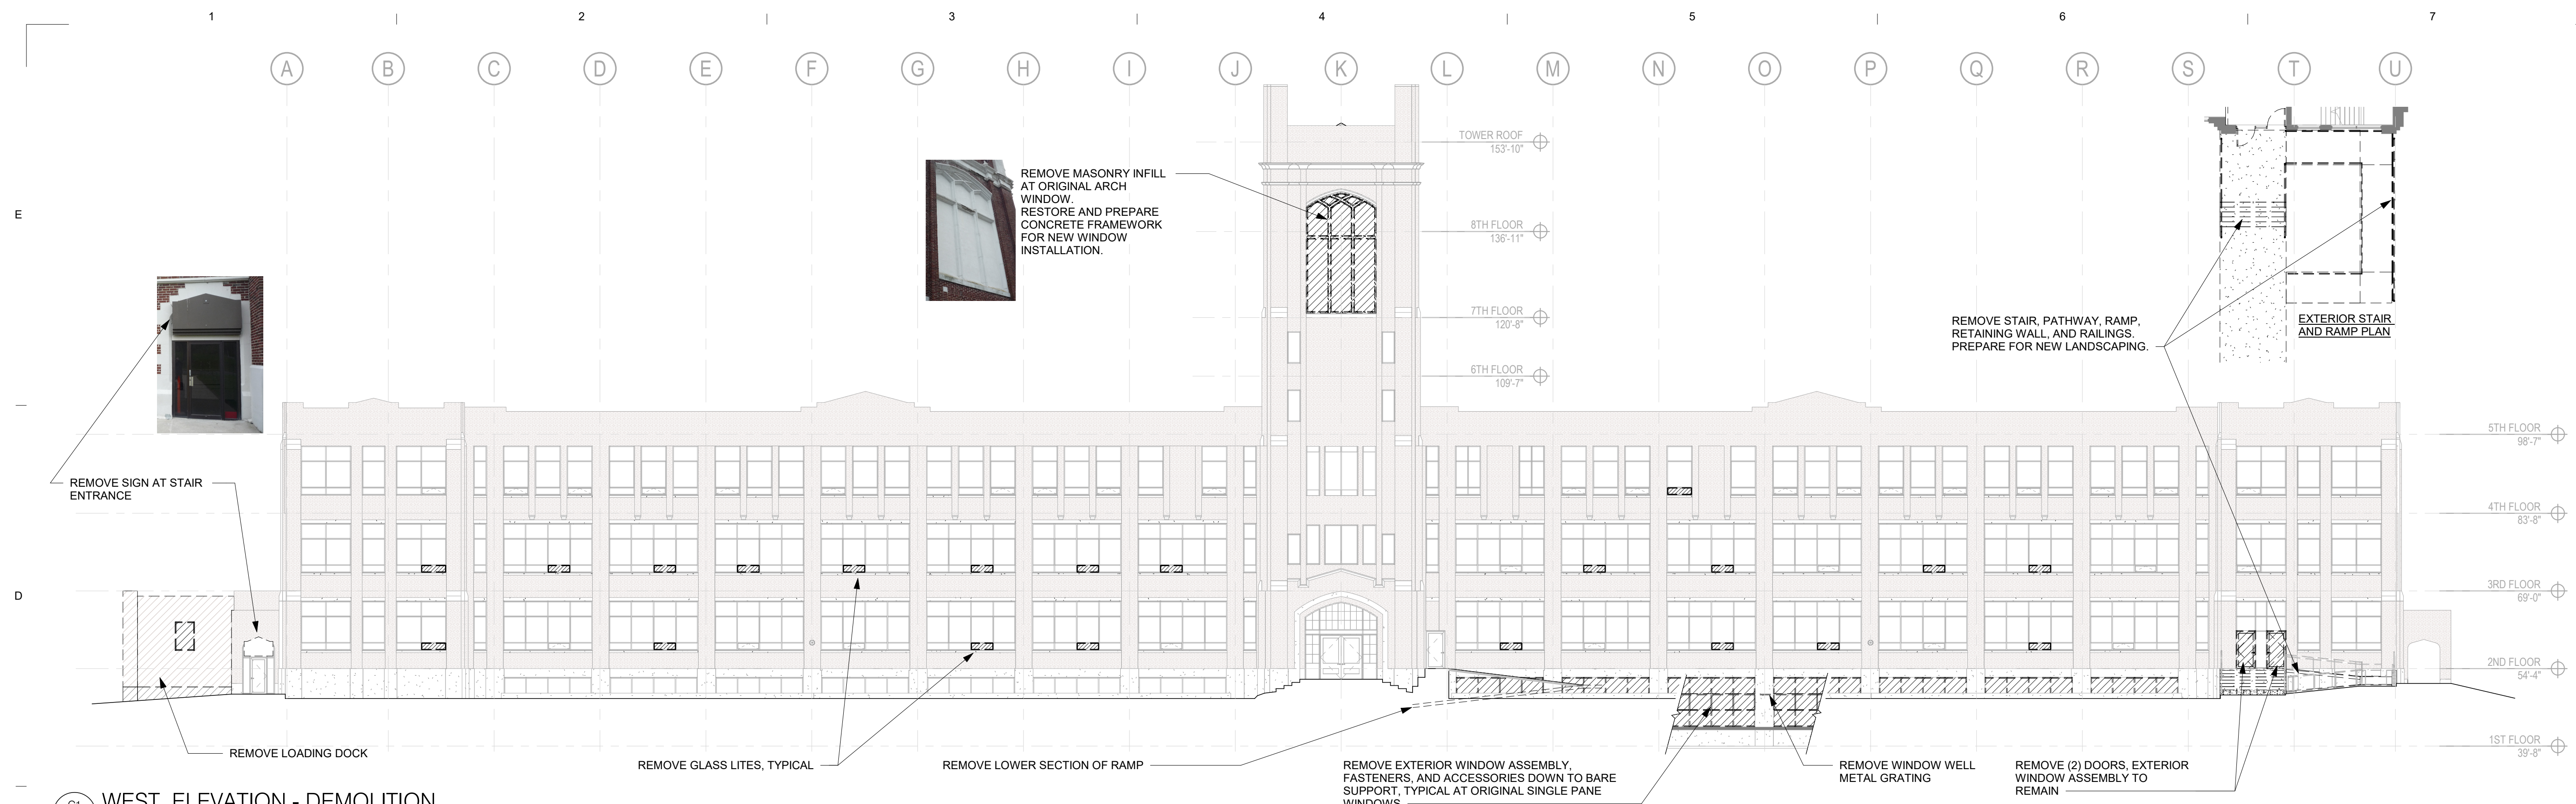 1 2 3 4 5 6 7
A B C D E F G H I J K L M N O P Q R S T U
TOWER ROOF
153'-10"
REMOVE MASONRY INFILL
AT ORIGINAL ARCH
WINDOW.
RESTORE AND PREPARE
CONCRETE FRAMEWORK
FOR NEW WINDOW
INSTALLATION.
E
8TH FLOOR
136'-11"
7TH FLOOR
120'-8"
6TH FLOOR
109'-7"
REMOVE STAIR, PATHWAY, RAMP,
RETAINING WALL, AND RAILINGS.
PREPARE FOR NEW LANDSCAPING.
EXTERIOR STAIR
AND RAMP PLAN
5TH FLOOR
98'-7"
REMOVE SIGN AT STAIR
ENTRANCE
4TH FLOOR
83'-8"
3RD FLOOR
69'-0"
D
2ND FLOOR
54'-4"
1ST FLOOR
39'-8"
REMOVE LOADING DOCK
REMOVE GLASS LITES, TYPICAL
REMOVE LOWER SECTION OF RAMP
REMOVE EXTERIOR WINDOW ASSEMBLY,
FASTENERS, AND ACCESSORIES DOWN TO BARE
SUPPORT, TYPICAL AT ORIGINAL SINGLE PANE
WINDOWS
REMOVE WINDOW WELL
METAL GRATING
REMOVE (2) DOORS, EXTERIOR
WINDOW ASSEMBLY TO
REMAIN
C1
WEST ELEVATION - DEMOLITION